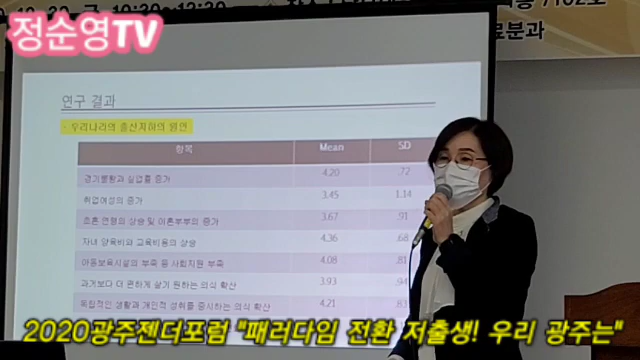 정순영TV
10:30~12:30
료분과
연구 결과
· 우리나라의 출산저하의 원인
항목 Mean SD
경기불황과 실업률 증가 4.20 .72
취업여성의 증가 3.45 1.14
초혼 연령의 상승 및 이혼부부의 증가 3.67 .91
자녀 양육비와 교육비용의 상승 4.36 .68
아동보육시설의 부족 등 사회지원 부족 4.08 .81
과거보다 더 편하게 살기 원하는 의식 확산 3.93 .94
독립적인 생활과 개인적 성취를 중시하는 의식 확산 4.21 .83
2020광주젠더포럼 "패러다임 전환 저출생! 우리 광주는"